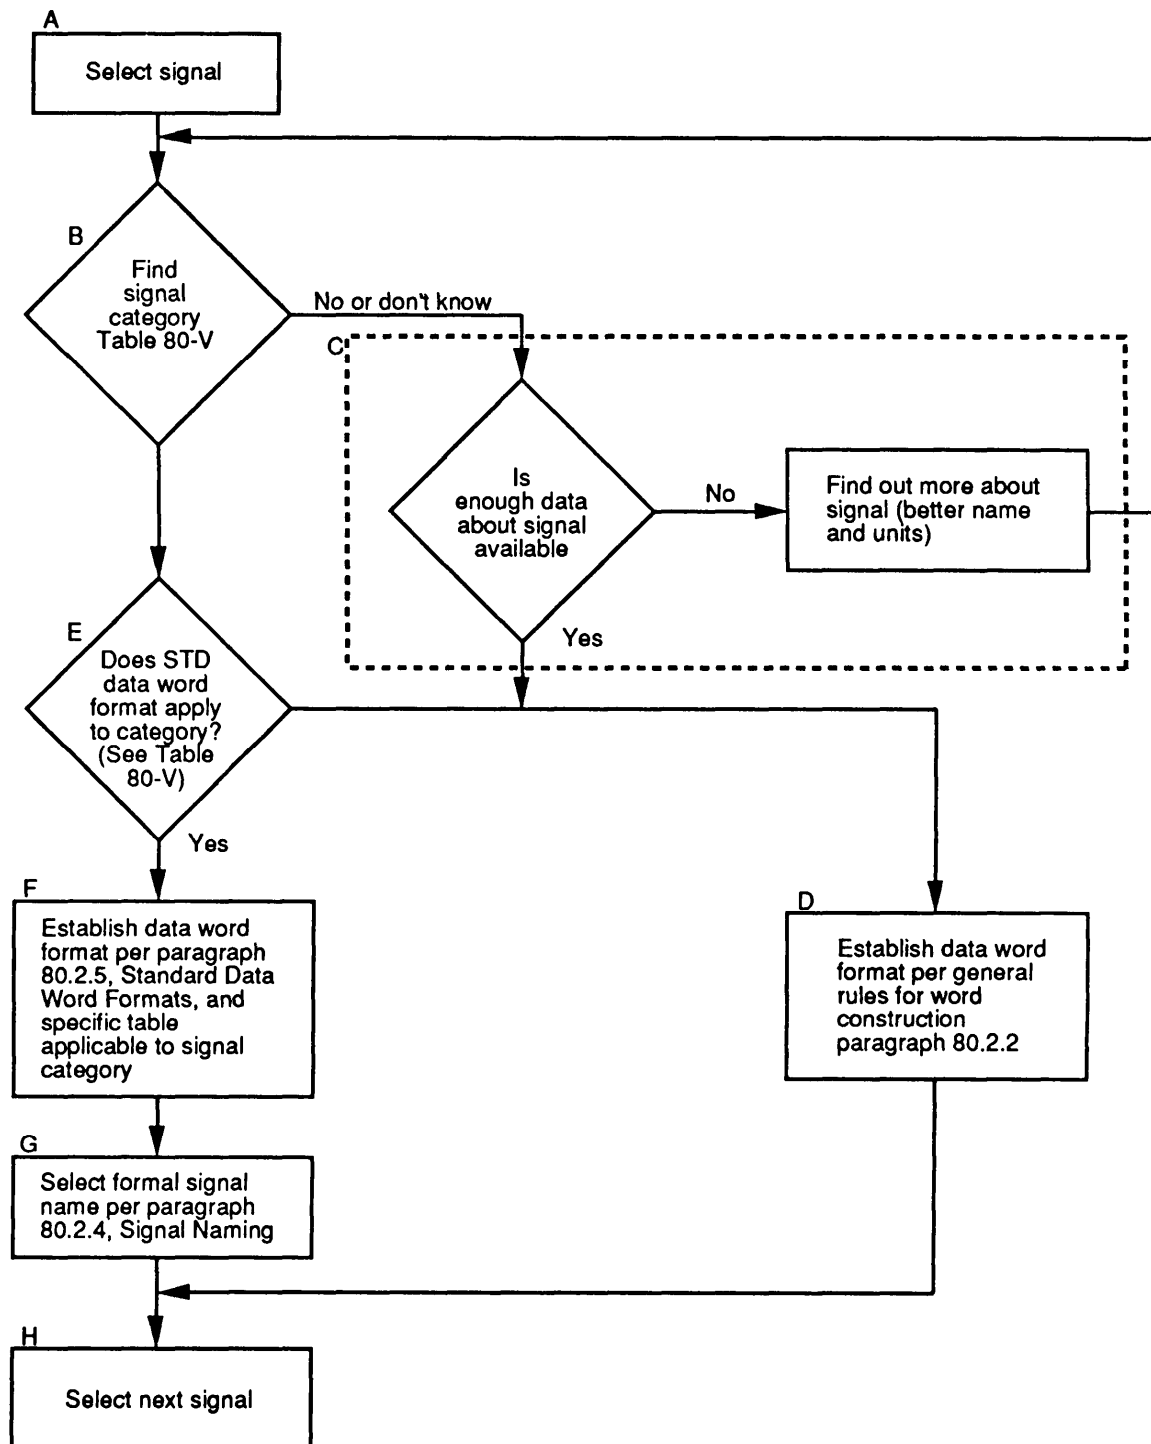 A
Select signal
B
Find
signal
category
Table 80-V
No or don't know
C
Is
enough data
about signal
available
No
Find out more about
signal (better name
and units)
Yes
E
Does STD
data word
format apply
to category?
(See Table
80-V)
Yes
F
Establish data word
format per paragraph
80.2.5, Standard Data
Word Formats, and
specific table
applicable to signal
category
D
Establish data word
format per general
rules for word
construction
paragraph 80.2.2
G
Select formal signal
name per paragraph
80.2.4, Signal Naming
H
Select next signal